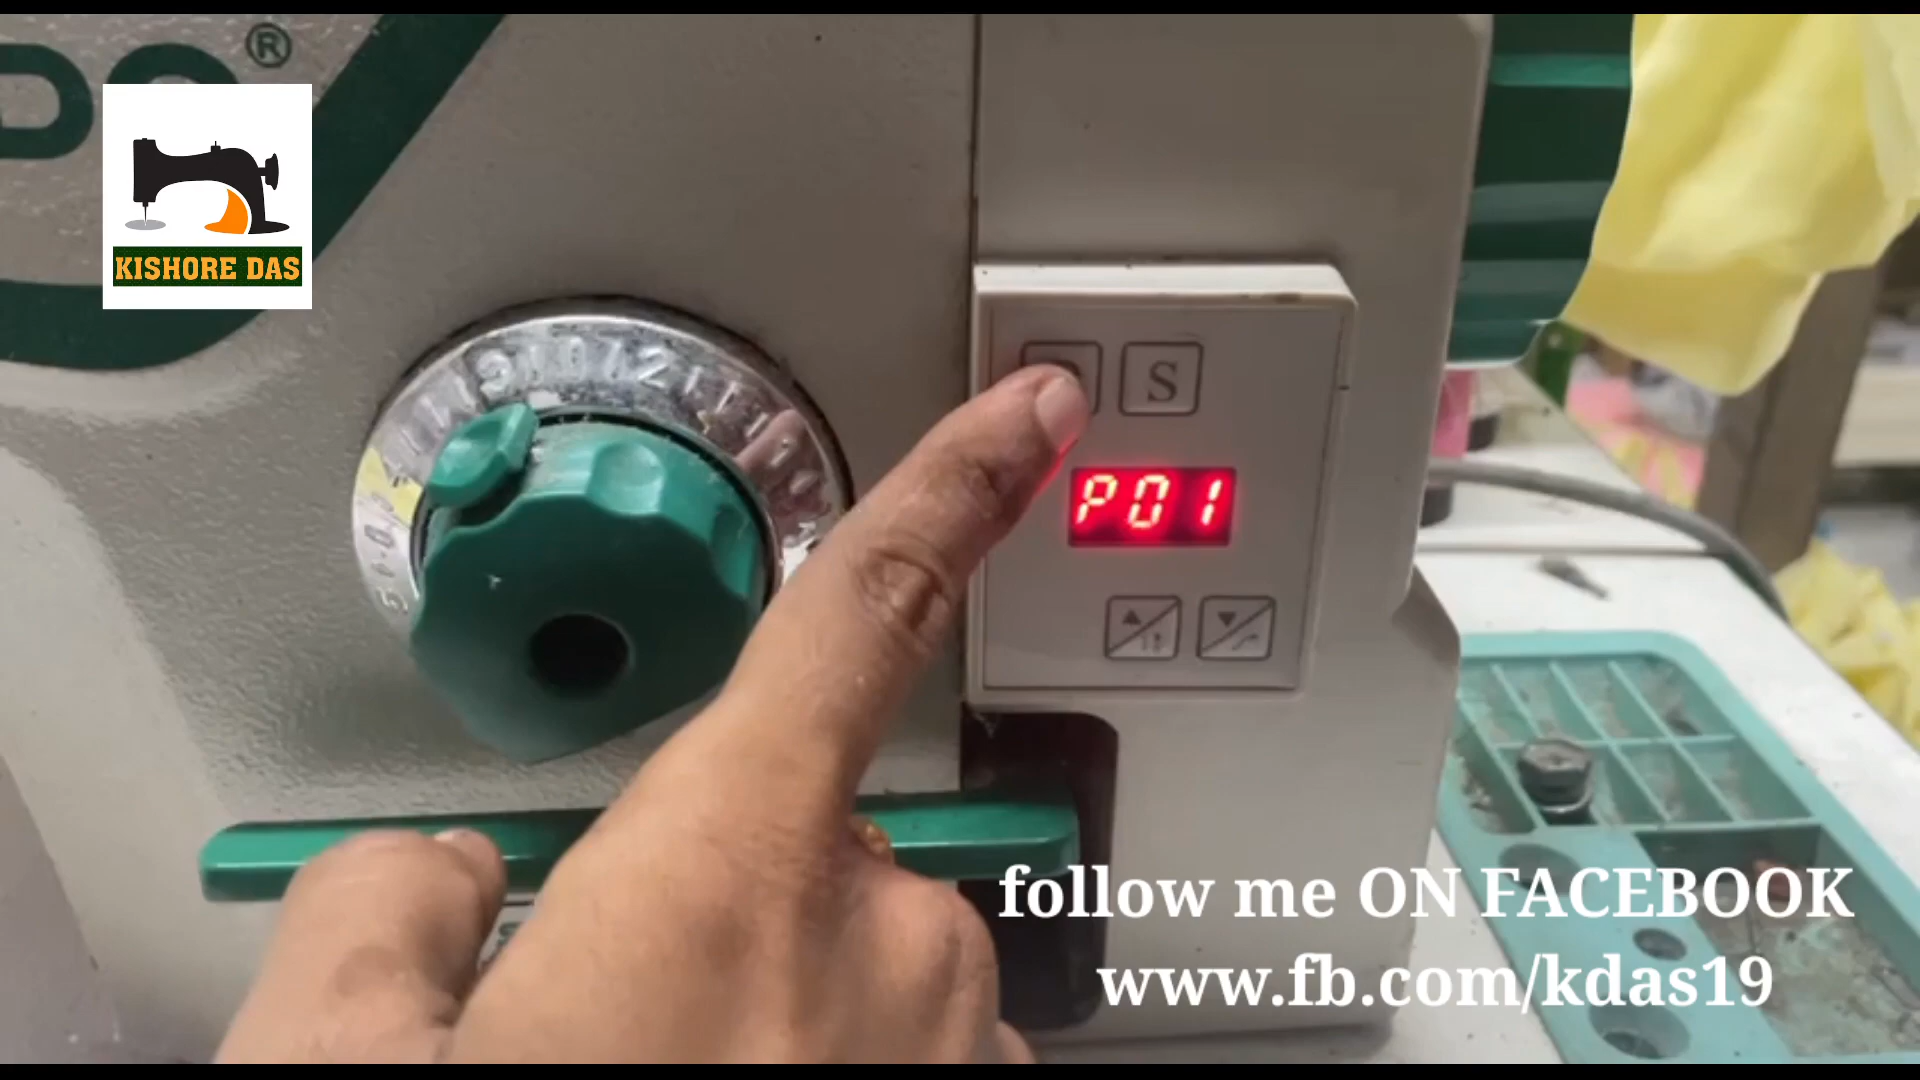 ®
KISHORE DAS
S
P01
follow me ON FACEBOOK
www.fb.com/kdas19